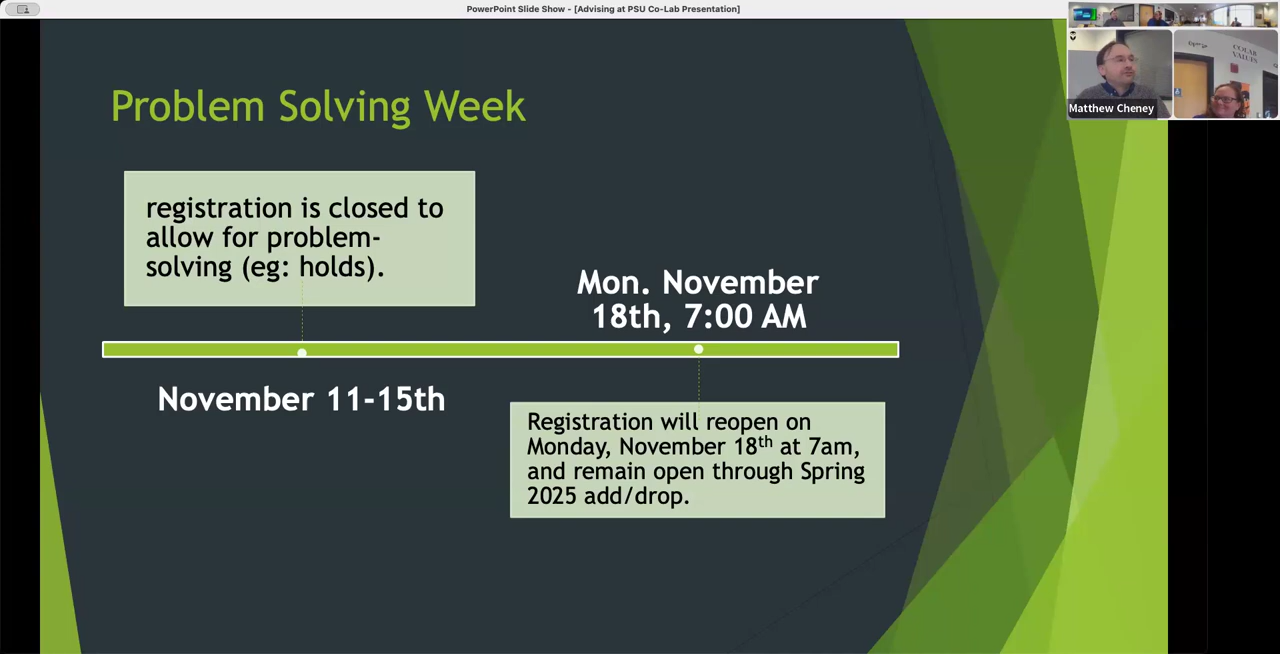 PowerPoint Slide Show - [Advising at PSU Co-Lab Presentation]
Problem Solving Week
registration is closed to
allow for problem-
solving (eg: holds).
Mon. November
18th, 7:00 AM
November 11-15th
Registration will reopen on
Monday, November 18th at 7am,
and remain open through Spring
2025 add/drop.
Matthew Cheney
COLAB
VALUES